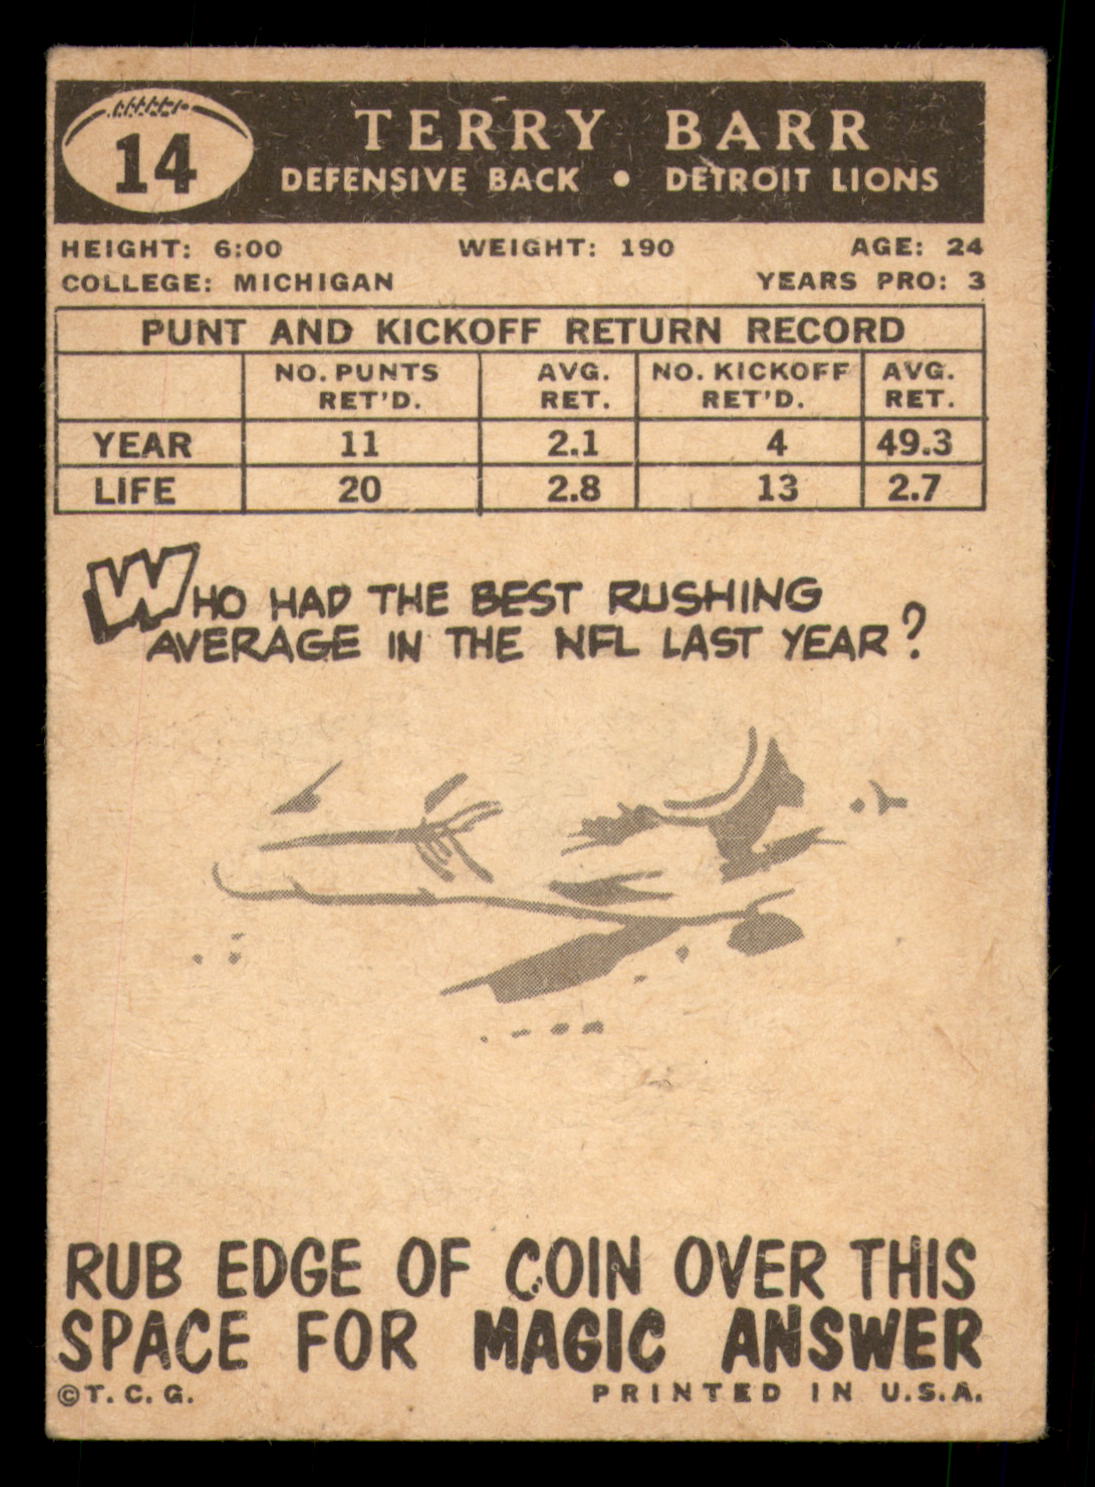 14
TERRY BARR
DEFENSIVE BACK • DETROIT LIONS
HEIGHT: 6:00 WEIGHT: 190 AGE: 24
COLLEGE: MICHIGAN YEARS PRO: 3
PUNT AND KICKOFF RETURN RECORD
NO. PUNTS RET'D. AVG. RET. NO. KICKOFF RET'D. AVG. RET.
YEAR 11 2.1 4 49.3
LIFE 20 2.8 13 2.7
WHO HAD THE BEST RUSHING
AVERAGE IN THE NFL LAST YEAR?
RUB EDGE OF COIN OVER THIS
SPACE FOR MAGIC ANSWER
©T.C.G. PRINTED IN U.S.A.